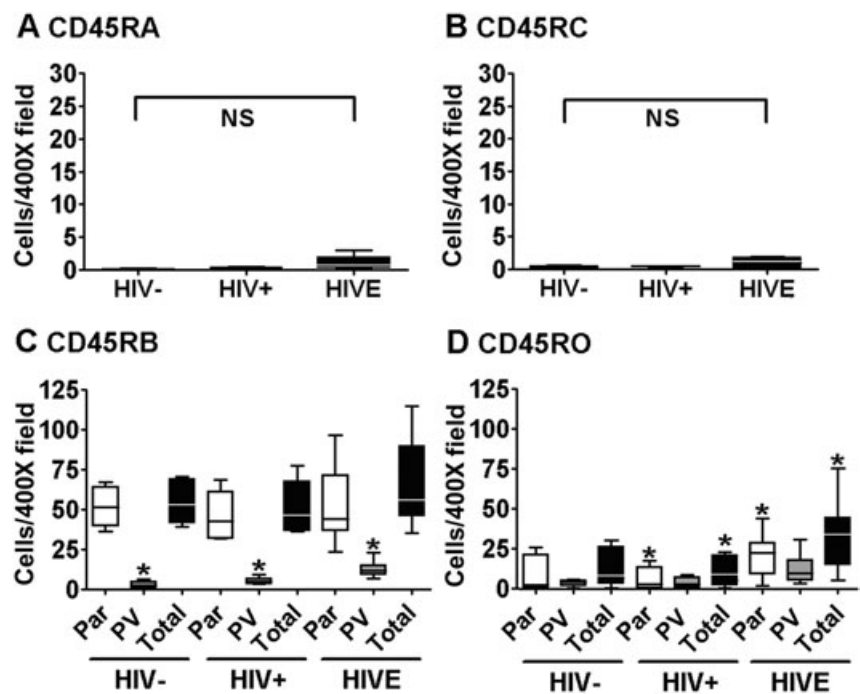 A CD45RA
B CD45RC
Cells/400X field
30
25
20
15
10
5
0
NS
HIV- HIV+ HIVE
Cells/400X field
30
25
20
15
10
5
0
NS
HIV- HIV+ HIVE
C CD45RB
D CD45RO
Cells/400X field
125
100
75
50
25
0
* * *
Par PV Total Par PV Total Par PV Total
HIV- HIV+ HIVE
Cells/400X field
125
100
75
50
25
0
* * * *
Par PV Total Par PV Total Par PV Total
HIV- HIV+ HIVE